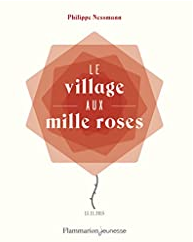 Philippe Nessmann
LE
village
AUX
mille roses
Flammarion jeunesse